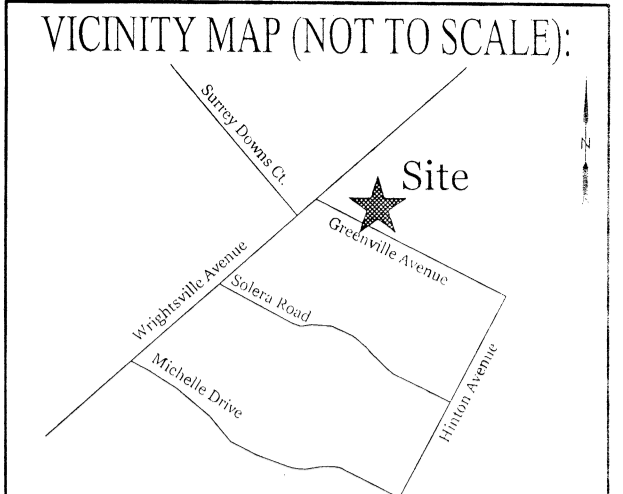 VICINITY MAP (NOT TO SCALE):
Surrey Downs Ct.
N
Site
Greenville Avenue
Wrightsville Avenue
Solera Road
Michelle Drive
Hinton Avenue